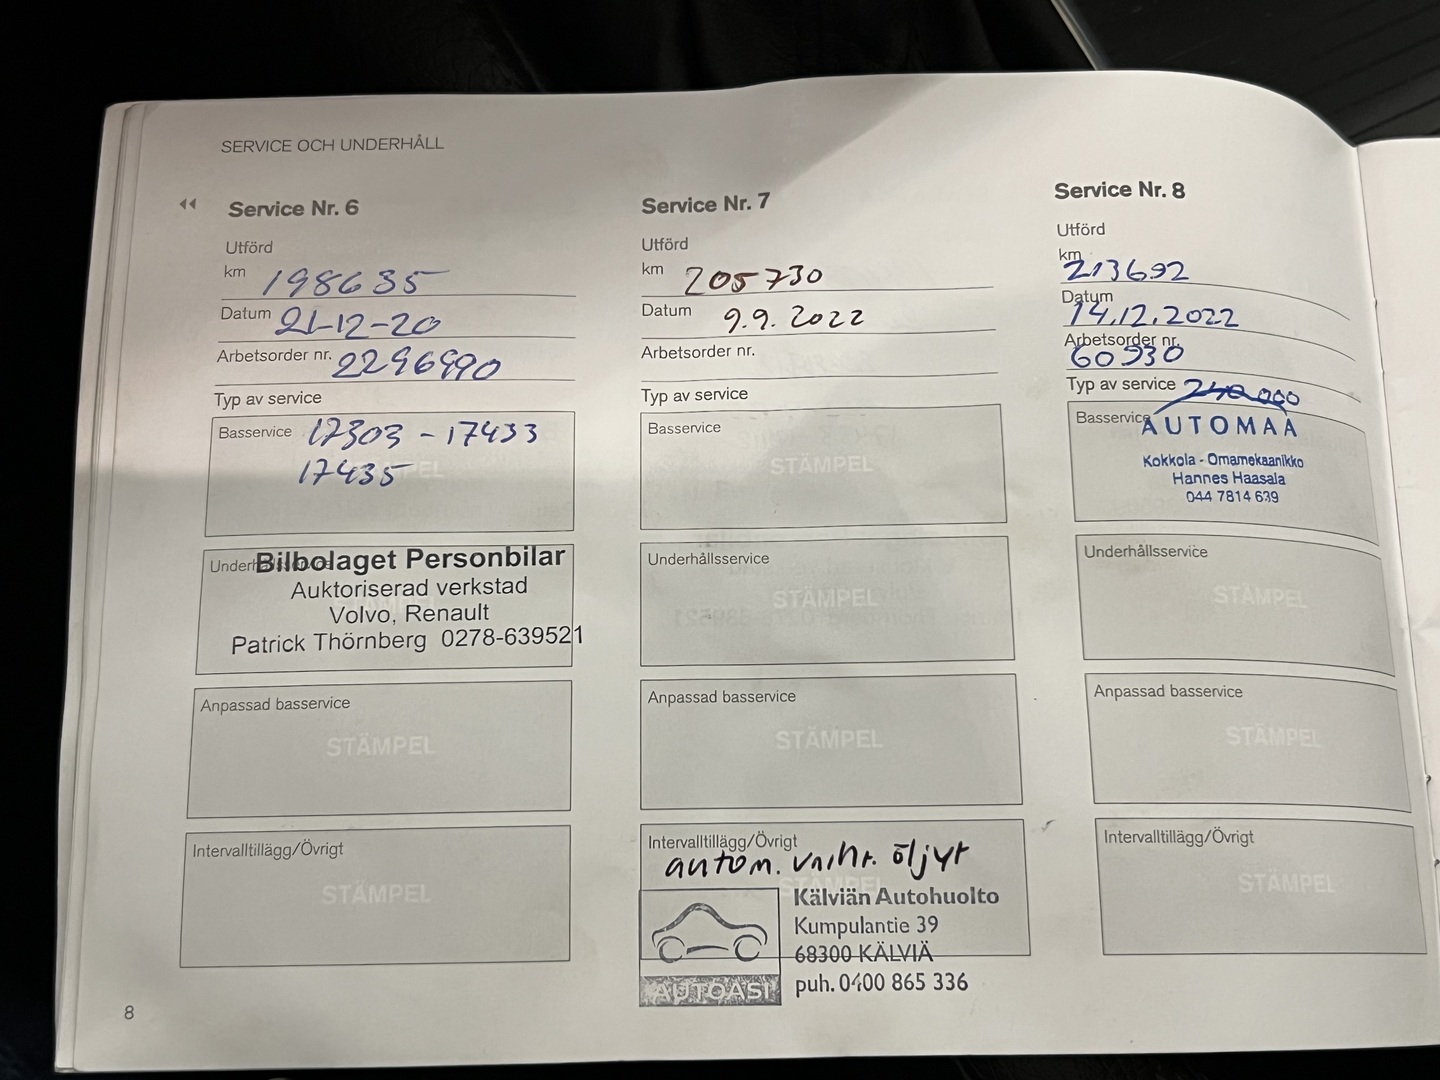 SERVICE OCH UNDERHÅLL
Service Nr. 6
Utförd
km 198635
Datum 21-12-20
Arbetsorder nr. 2296990
Typ av service
Basservice 17303 - 17433
17435
STÄMPEL
Underhållsservice
Bilbolaget Personbilar
Auktoriserad verkstad
Volvo, Renault
Patrick Thörnberg 0278-639521
Anpassad basservice
STÄMPEL
Intervalltillägg/Övrigt
STÄMPEL
8
Service Nr. 7
Utförd
km 205730
Datum 9.9. 2022
Arbetsorder nr.
Typ av service
Basservice
STÄMPEL
Underhållsservice
STÄMPEL
Anpassad basservice
STÄMPEL
Intervalltillägg/Övrigt
autom. vaiht. öljyt
Kälviän Autohuolto
Kumpulantie 39
68300 KÄLVIÄ
puh. 0400 865 336
AUTOASI
Service Nr. 8
Utförd
km 213692
Datum 14.12.2022
Arbetsorder nr. 60930
Typ av service 240 000
Basservice
AUTOMAA
Kokkola - Omamekaanikko
Hannes Haasala
044 7814 639
Underhållsservice
STÄMPEL
Anpassad basservice
STÄMPEL
Intervalltillägg/Övrigt
STÄMPEL